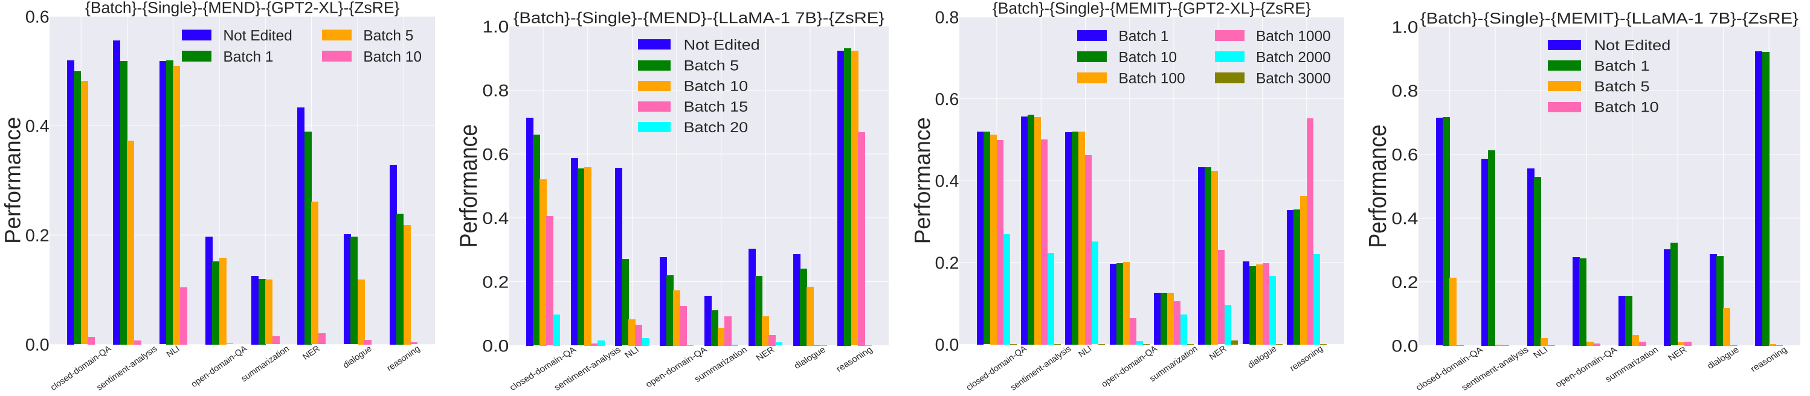 {Batch}-{Single}-{MEND}-{GPT2-XL}-{ZsRE}
Performance
0.6
0.4
0.2
0.0
Not Edited
Batch 1
Batch 5
Batch 10
closed-domain-QA
sentiment-analysis
NLI
open-domain-QA
summarization
NER
dialogue
reasoning
{Batch}-{Single}-{MEND}-{LLaMA-1 7B}-{ZsRE}
Performance
1.0
0.8
0.6
0.4
0.2
0.0
Not Edited
Batch 5
Batch 10
Batch 15
Batch 20
closed-domain-QA
sentiment-analysis
NLI
open-domain-QA
summarization
NER
dialogue
reasoning
{Batch}-{Single}-{MEMIT}-{GPT2-XL}-{ZsRE}
Performance
0.8
0.6
0.4
0.2
0.0
Batch 1
Batch 10
Batch 100
Batch 1000
Batch 2000
Batch 3000
closed-domain-QA
sentiment-analysis
NLI
open-domain-QA
summarization
NER
dialogue
reasoning
{Batch}-{Single}-{MEMIT}-{LLaMA-1 7B}-{ZsRE}
Performance
1.0
0.8
0.6
0.4
0.2
0.0
Not Edited
Batch 1
Batch 5
Batch 10
closed-domain-QA
sentiment-analysis
NLI
open-domain-QA
summarization
NER
dialogue
reasoning